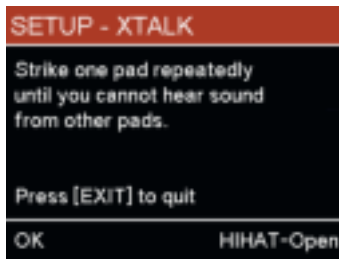 SETUP - XTALK
Strike one pad repeatedly
until you cannot hear sound
from other pads.
Press [EXIT] to quit
OK HIHAT-Open